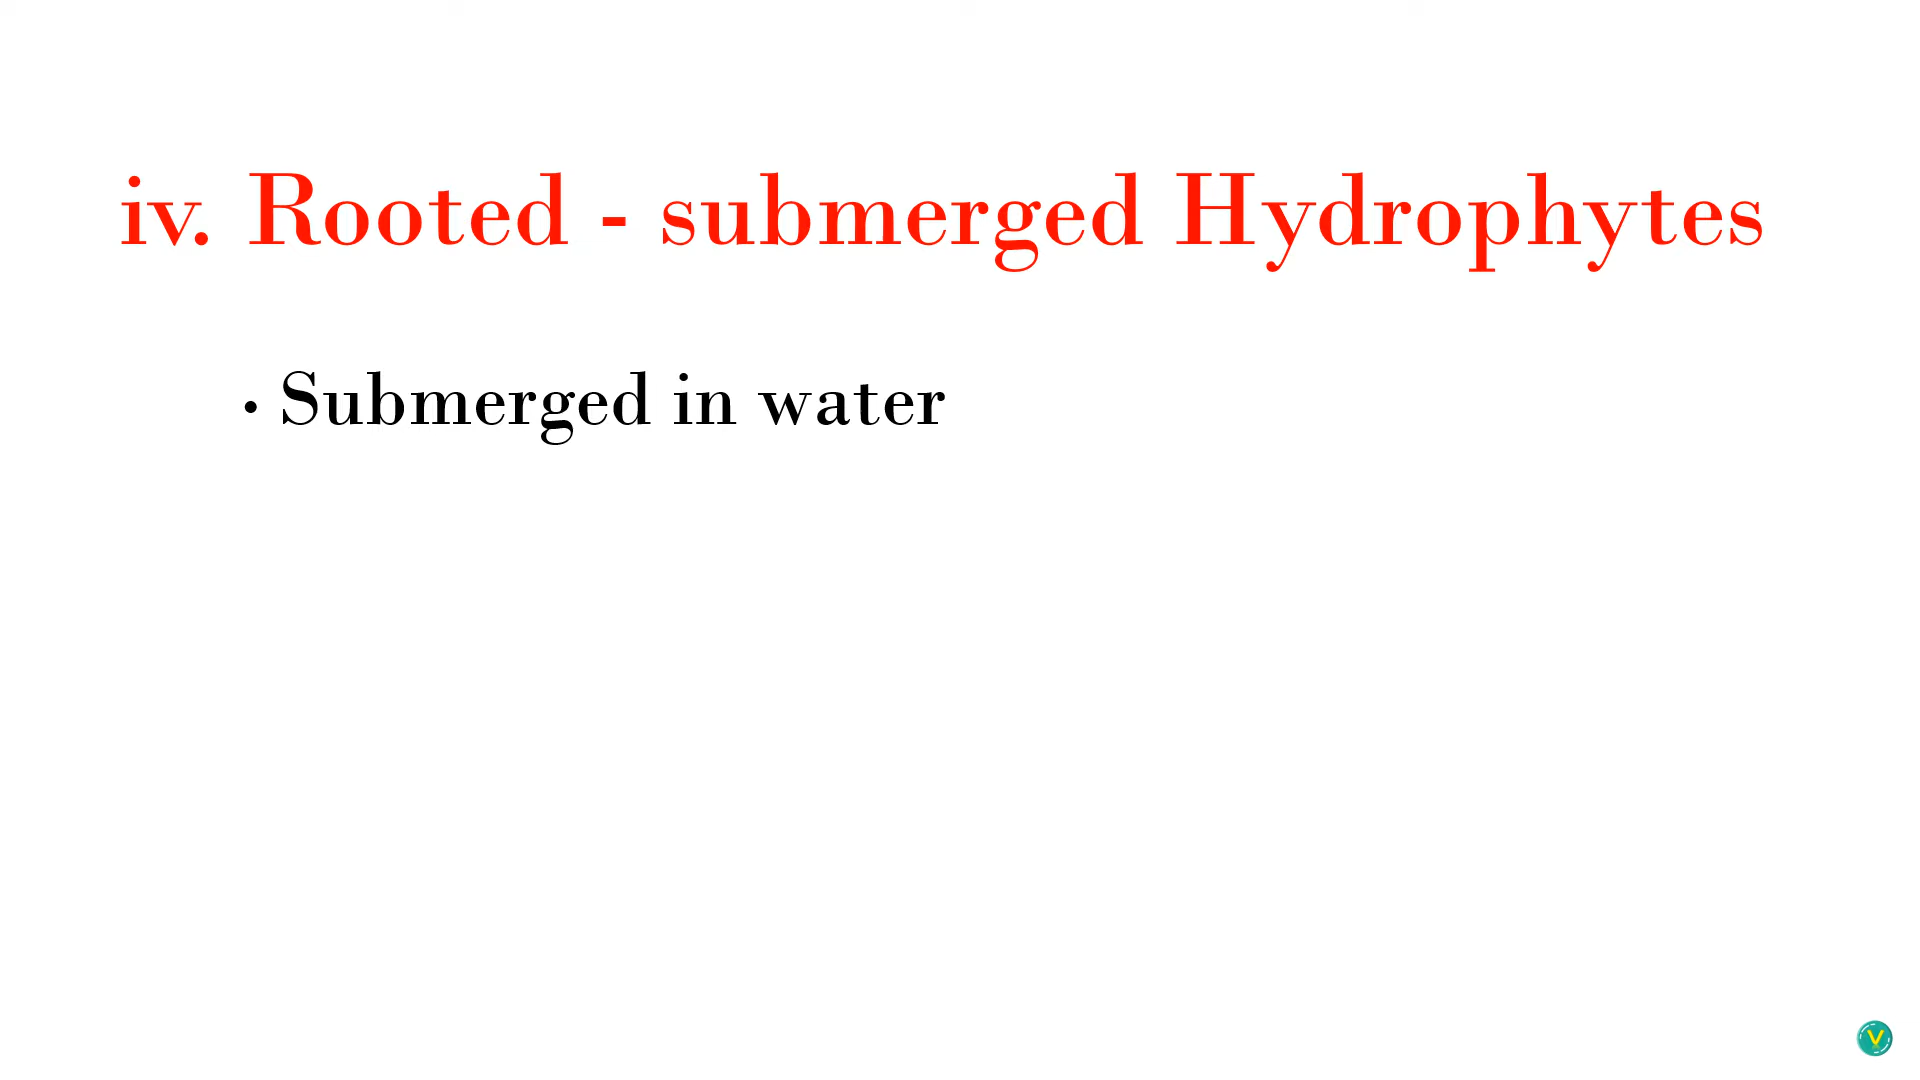 iv. Rooted - submerged Hydrophytes
• Submerged in water
V